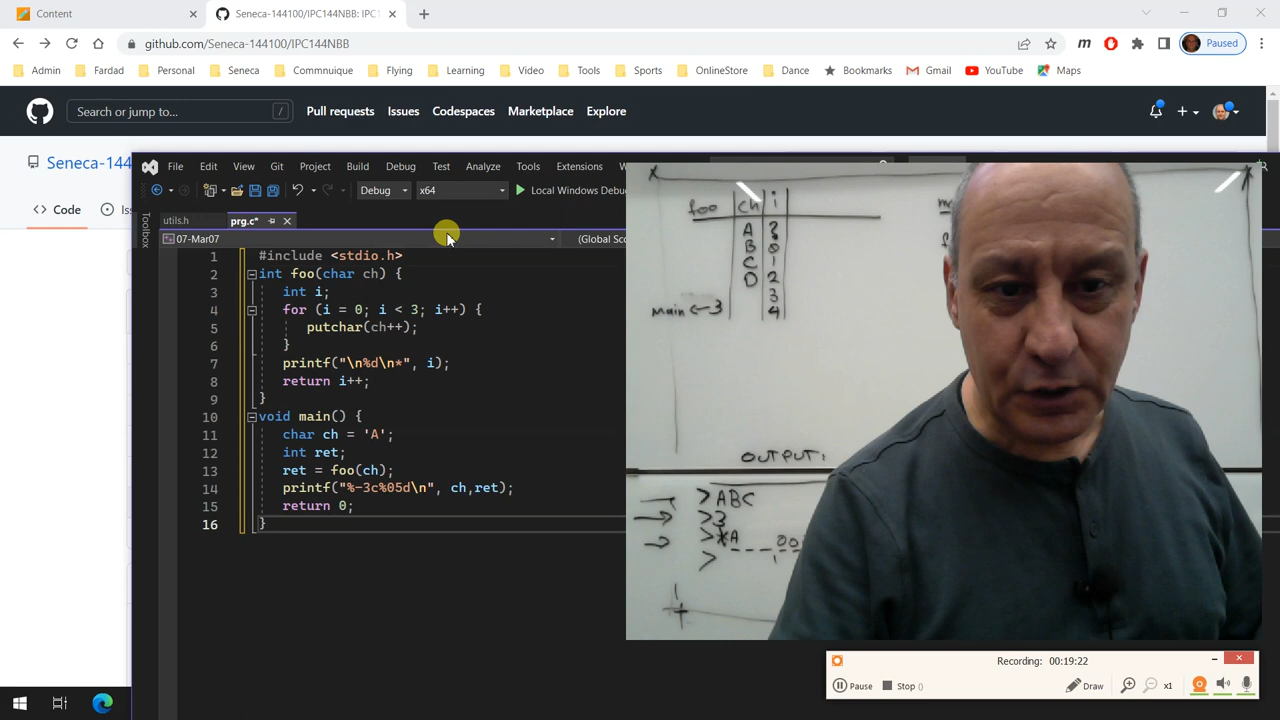 Content
Seneca-144100/IPC144NBB: IPC1
github.com/Seneca-144100/IPC144NBB
Paused
Admin Fardad Personal Seneca Commnuique Flying Learning Video Tools Sports OnlineStore Dance Bookmarks Gmail YouTube Maps
Search or jump to... /
Pull requests Issues Codespaces Marketplace Explore
Seneca-144
Code
Iss
File Edit View Git Project Build Debug Test Analyze Tools Extensions W
Debug x64 Local Windows Debu
Toolbox
utils.h prg.c*
07-Mar07 (Global Sco
1 #include <stdio.h>
2 int foo(char ch) {
3 int i;
4 for (i = 0; i < 3; i++) {
5 putchar(ch++);
6 }
7 printf("\n%d\n*", i);
8 return i++;
9 }
10 void main() {
11 char ch = 'A';
12 int ret;
13 ret = foo(ch);
14 printf("%-3c%05d\n", ch,ret);
15 return 0;
16 }
foo ch i
A ?
B 0
C 1
D 2
3
main <- 3 4
OUTPUT:
>ABC
>3
>*A
>
Recording: 00:19:22
Pause Stop () Draw x1